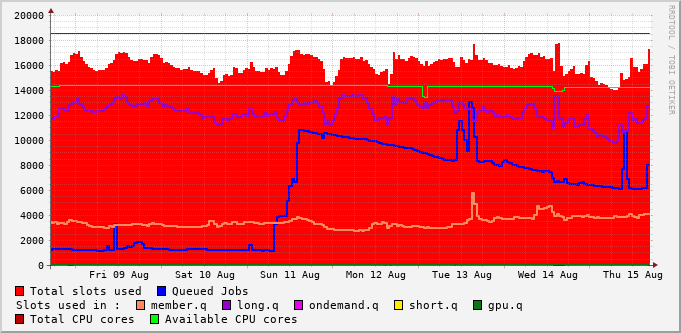 20000
18000
16000
14000
12000
10000
8000
6000
4000
2000
0
Fri 09 Aug Sat 10 Aug Sun 11 Aug Mon 12 Aug Tue 13 Aug Wed 14 Aug Thu 15 Aug
Total slots used Queued Jobs
Slots used in : member.q long.q ondemand.q short.q gpu.q
Total CPU cores Available CPU cores
RRDTOOL / TOBI OETIKER